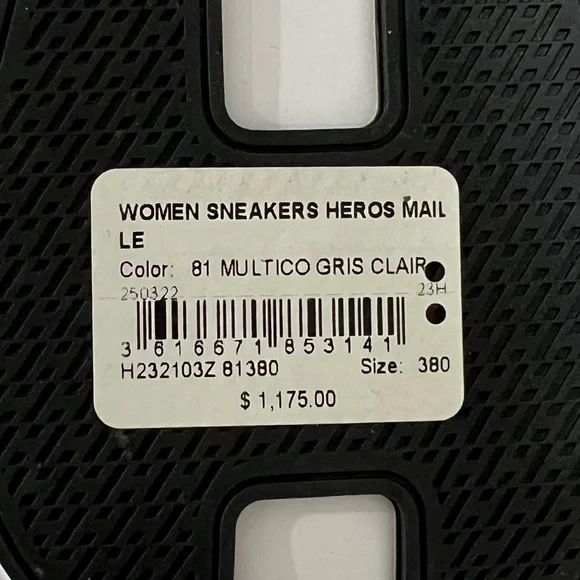 WOMEN SNEAKERS HEROS MAIL
LE
Color: 81 MULTICO GRIS CLAIR
250322 23H
3 616671 853141
H232103Z 81380 Size: 380
$ 1,175.00